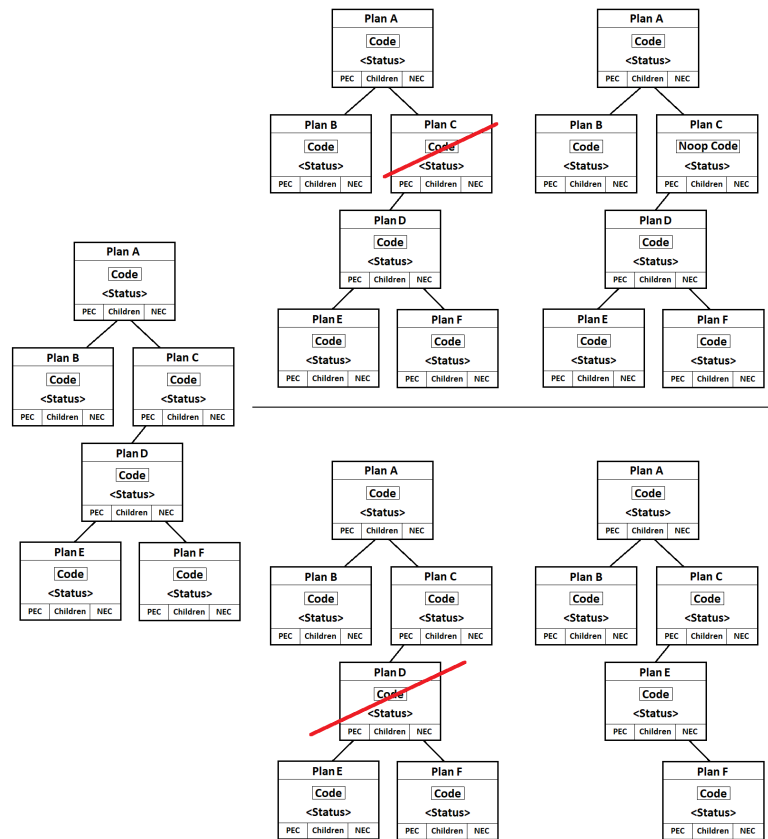 Plan A
Code
<Status>
PEC Children NEC
Plan B Plan C
Code Code
<Status> <Status>
PEC Children NEC PEC Children NEC
Plan D
Code
<Status>
PEC Children NEC
Plan E Plan F
Code Code
<Status> <Status>
PEC Children NEC PEC Children NEC
Plan A
Code
<Status>
PEC Children NEC
Plan B Plan C
Code Code
<Status> <Status>
PEC Children NEC PEC Children NEC
Plan D
Code
<Status>
PEC Children NEC
Plan E Plan F
Code Code
<Status> <Status>
PEC Children NEC PEC Children NEC
Plan A
Code
<Status>
PEC Children NEC
Plan B Plan C
Code Noop Code
<Status> <Status>
PEC Children NEC PEC Children NEC
Plan D
Code
<Status>
PEC Children NEC
Plan E Plan F
Code Code
<Status> <Status>
PEC Children NEC PEC Children NEC
Plan A
Code
<Status>
PEC Children NEC
Plan B Plan C
Code Code
<Status> <Status>
PEC Children NEC PEC Children NEC
Plan D
Code
<Status>
PEC Children NEC
Plan E Plan F
Code Code
<Status> <Status>
PEC Children NEC PEC Children NEC
Plan A
Code
<Status>
PEC Children NEC
Plan B Plan C
Code Code
<Status> <Status>
PEC Children NEC PEC Children NEC
Plan E
Code
<Status>
PEC Children NEC
Plan F
Code
<Status>
PEC Children NEC